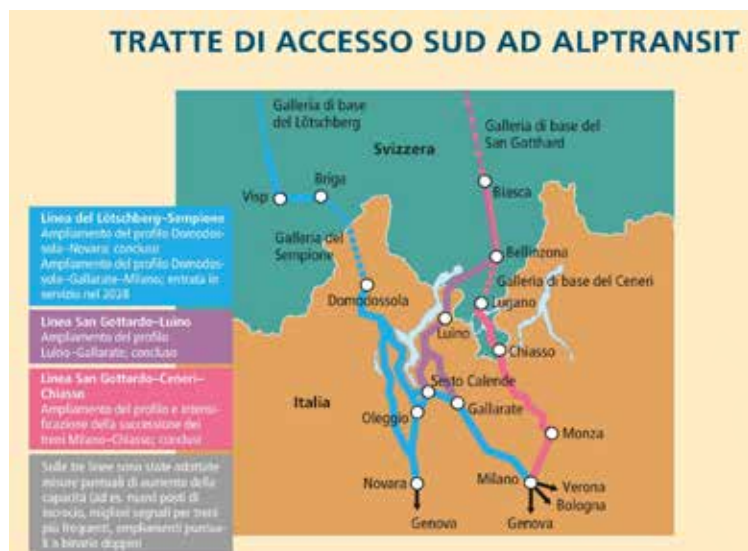 TRATTE DI ACCESSO SUD AD ALPTRANSIT
Galleria di base
del Lötschberg
Galleria di base del
San Gotthard
Svizzera
Briga
Visp
Biasca
Linea del Lötschberg–Sempione
Ampliamento del profilo Domodos-
sola–Novara: concluso
Ampliamento del profilo Domodos-
sola–Gallarate–Milano; entrata in
servizio nel 2028
Galleria del
Sempione
Bellinzona
Galleria di base del Ceneri
Domodossola
Lugano
Linea San Gottardo–Luino
Ampliamento del profilo
Luino–Gallarate; concluso
Luino
Chiasso
Linea San Gottardo–Ceneri–
Chiasso
Ampliamento del profilo e intensi-
ficazione della successione dei
treni Milano–Chiasso; conclusi
Italia
Sesto Calende
Oleggio
Gallarate
Monza
Sulle tre linee sono state adottate
misure puntuali di aumento della
capacità (ad es. nuovi posti di
incrocio, migliori segnali per treni
più frequenti, ampliamenti puntua-
li a binario doppio)
Novara
Milano
Verona
Bologna
Genova
Genova